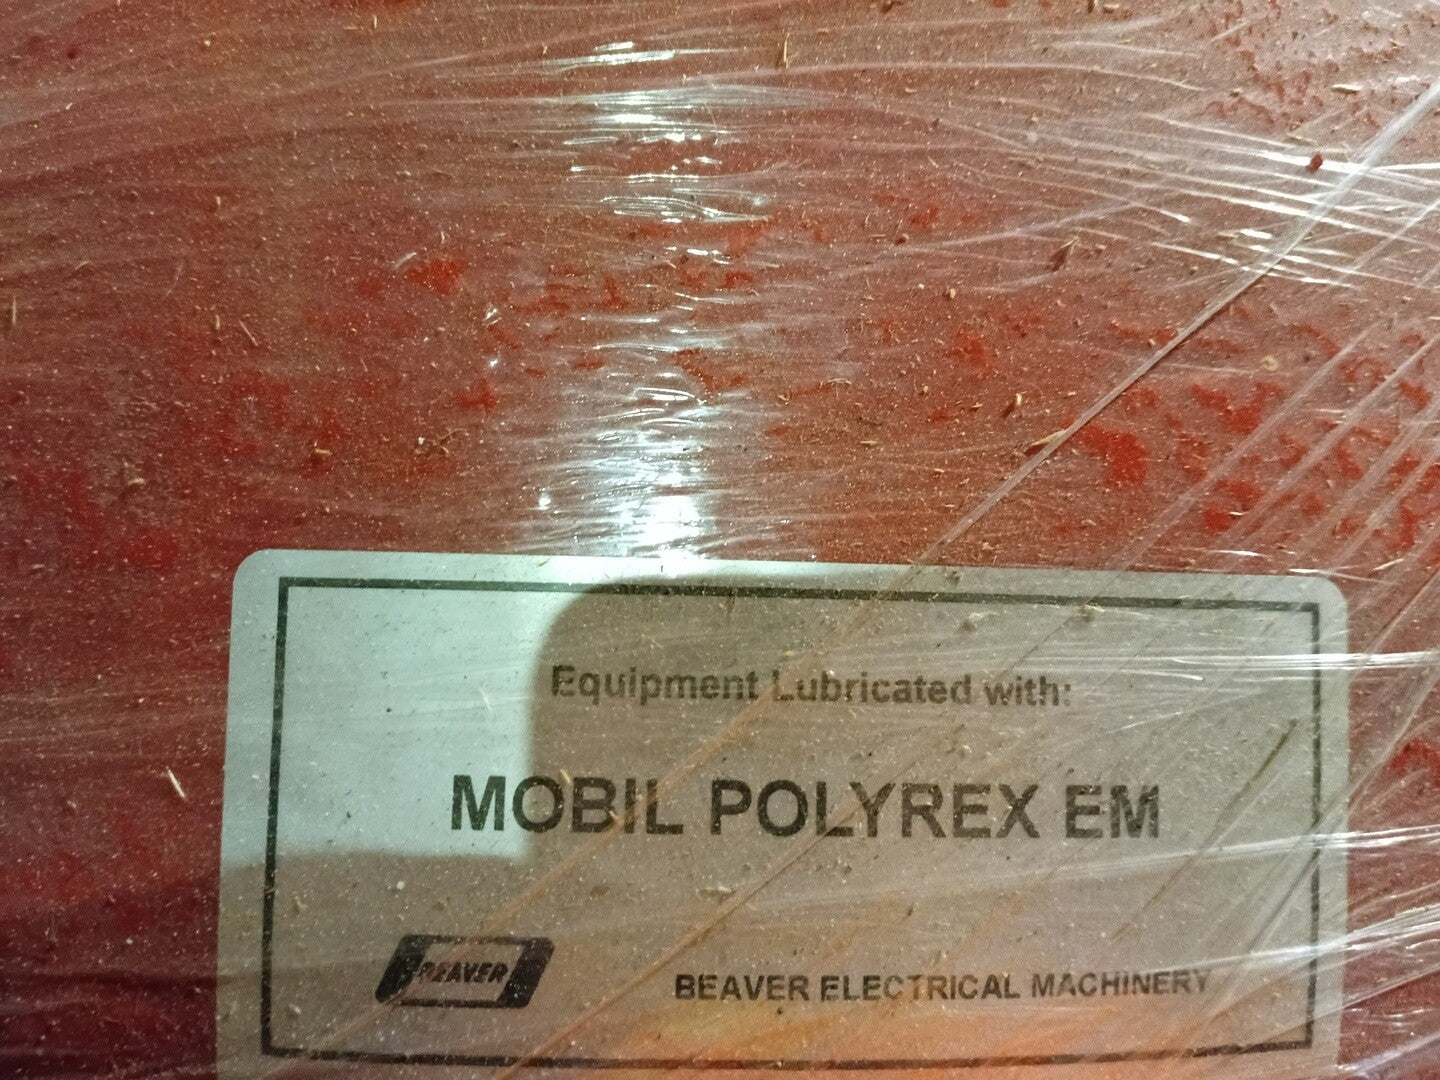 Equipment Lubricated with:
MOBIL POLYREX EM
BEAVER
BEAVER ELECTRICAL MACHINERY